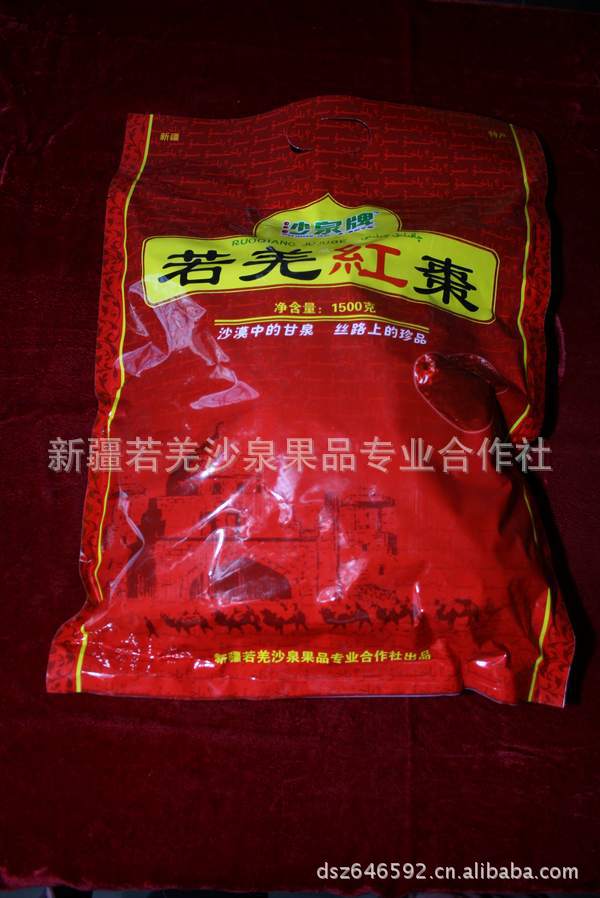 新疆
特产
沙泉牌
RUOQIANG JUJUBE
若羌紅棗
净含量：1500克
沙漠中的甘泉 丝路上的珍品
新疆若羌沙泉果品专业合作社
新疆若羌沙泉果品专业合作社出品
dsz646592.cn.alibaba.com